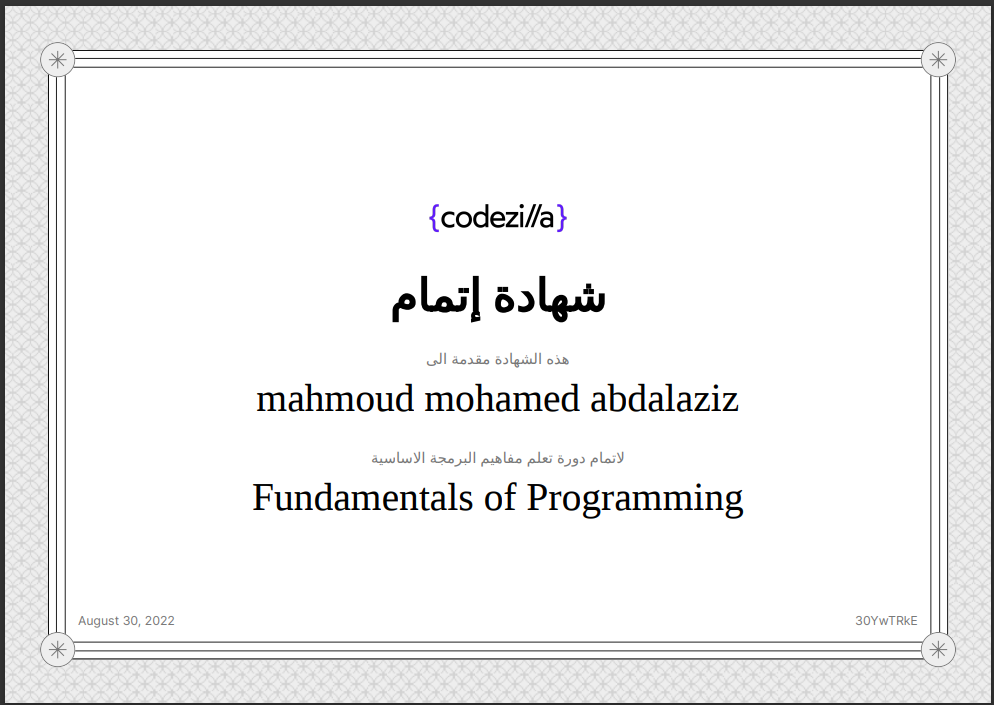 {codezilla}
شهادة إتمام
هذه الشهادة مقدمة الى
mahmoud mohamed abdalaziz
لاتمام دورة تعلم مفاهيم البرمجة الاساسية
Fundamentals of Programming
August 30, 2022
30YwTRkE